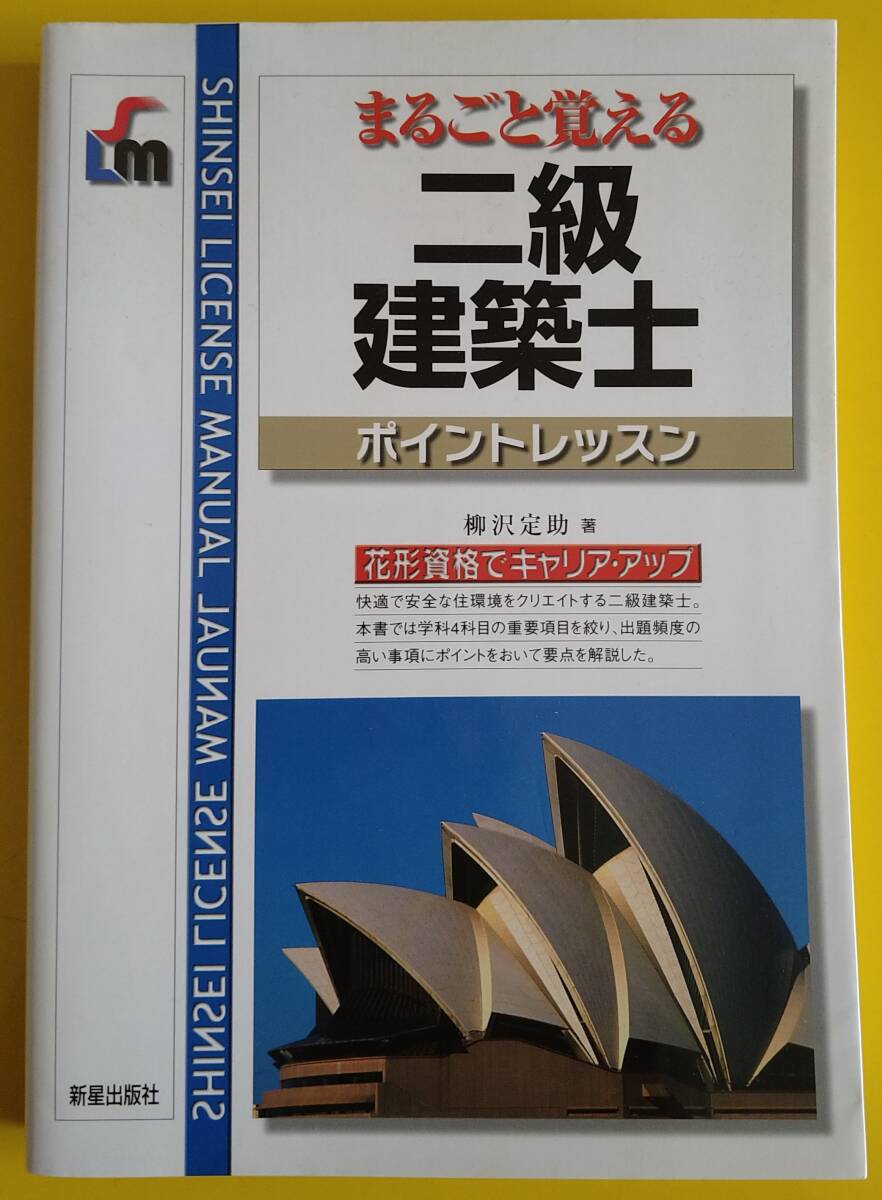 Lm
SHINSEI LICENSE MANUAL
SHINSEI LICENSE MANUAL
まるごと覚える
二級
建築士
ポイントレッスン
柳沢定助 著
花形資格でキャリア・アップ
快適で安全な住環境をクリエイトする二級建築士。
本書では学科4科目の重要項目を絞り、出題頻度の
高い事項にポイントをおいて要点を解説した。
新星出版社